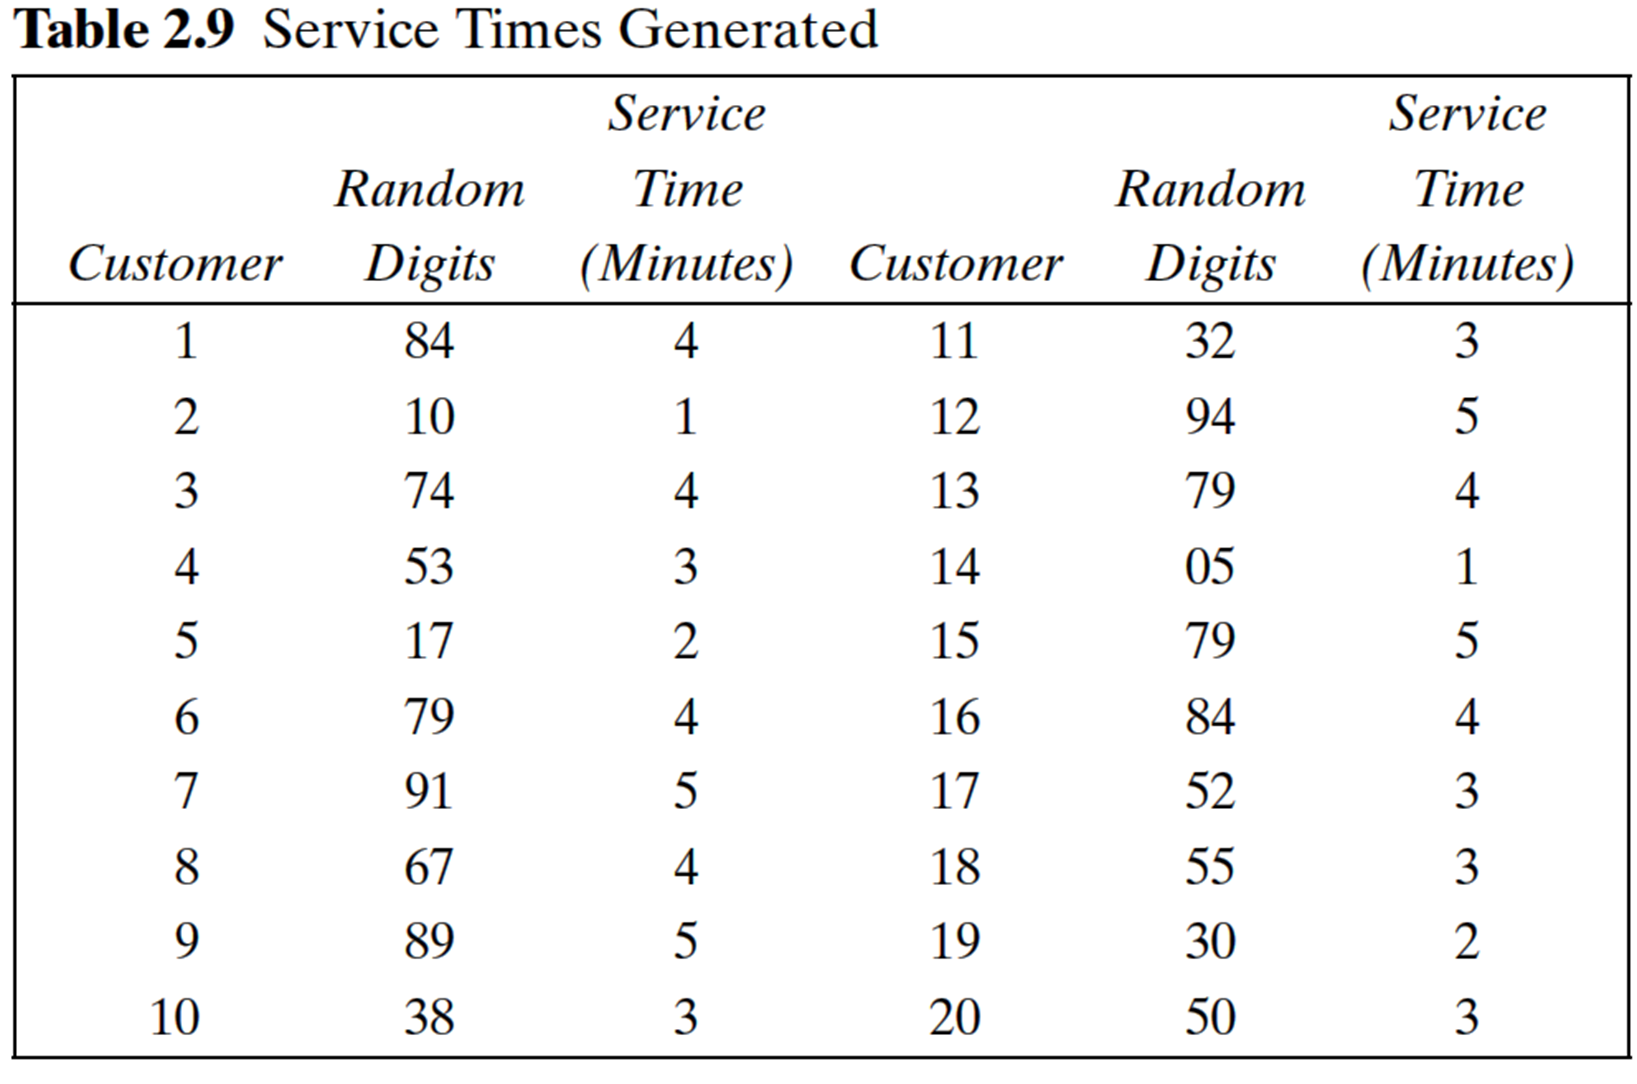 Table 2.9 Service Times Generated
Service Service
Random Time Random Time
Customer Digits (Minutes) Customer Digits (Minutes)
1 84 4 11 32 3
2 10 1 12 94 5
3 74 4 13 79 4
4 53 3 14 05 1
5 17 2 15 79 5
6 79 4 16 84 4
7 91 5 17 52 3
8 67 4 18 55 3
9 89 5 19 30 2
10 38 3 20 50 3